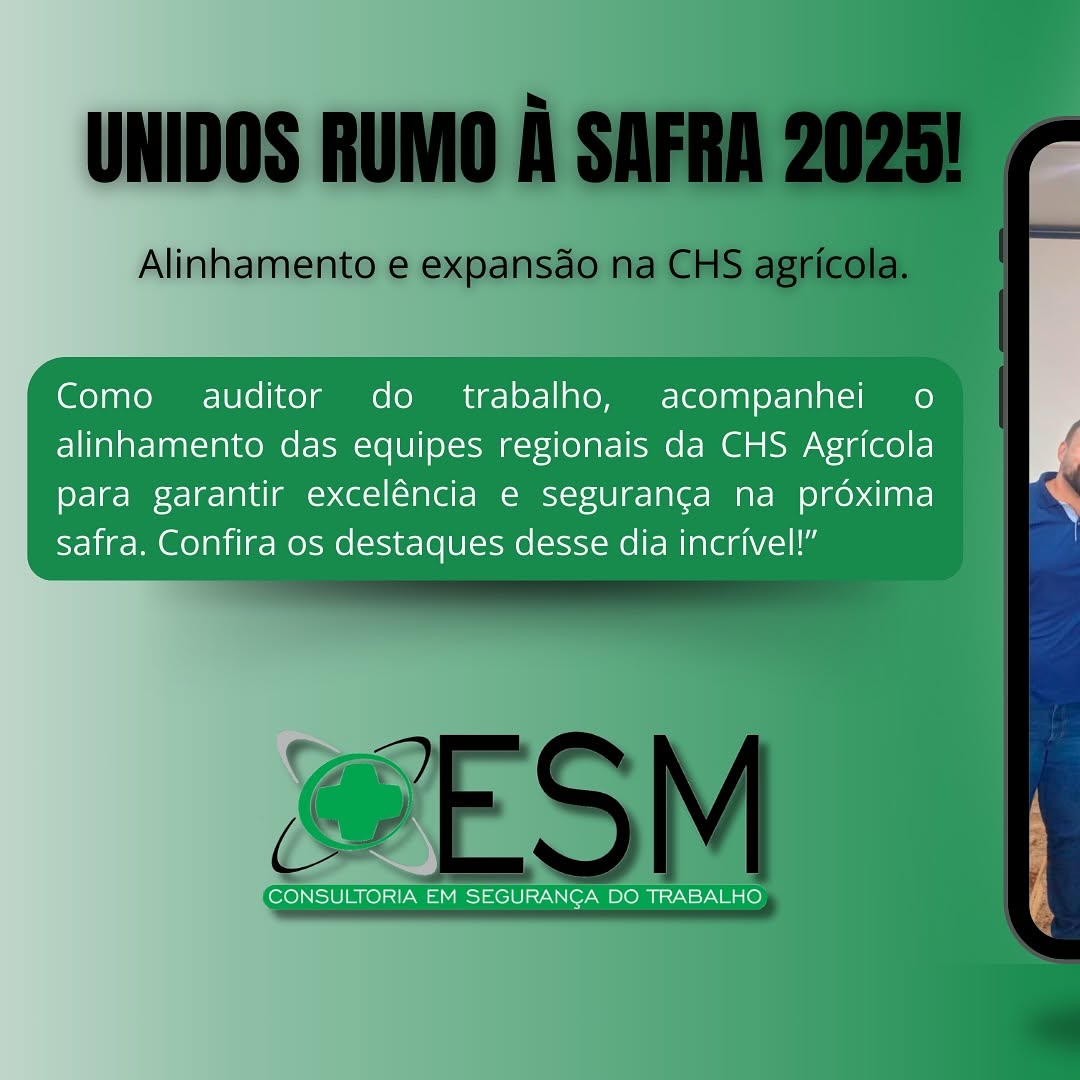 UNIDOS RUMO À SAFRA 2025!
Alinhamento e expansão na CHS agrícola.
Como auditor do trabalho, acompanhei o
alinhamento das equipes regionais da CHS Agrícola
para garantir excelência e segurança na próxima
safra. Confira os destaques desse dia incrível!”
ESM
CONSULTORIA EM SEGURANÇA DO TRABALHO